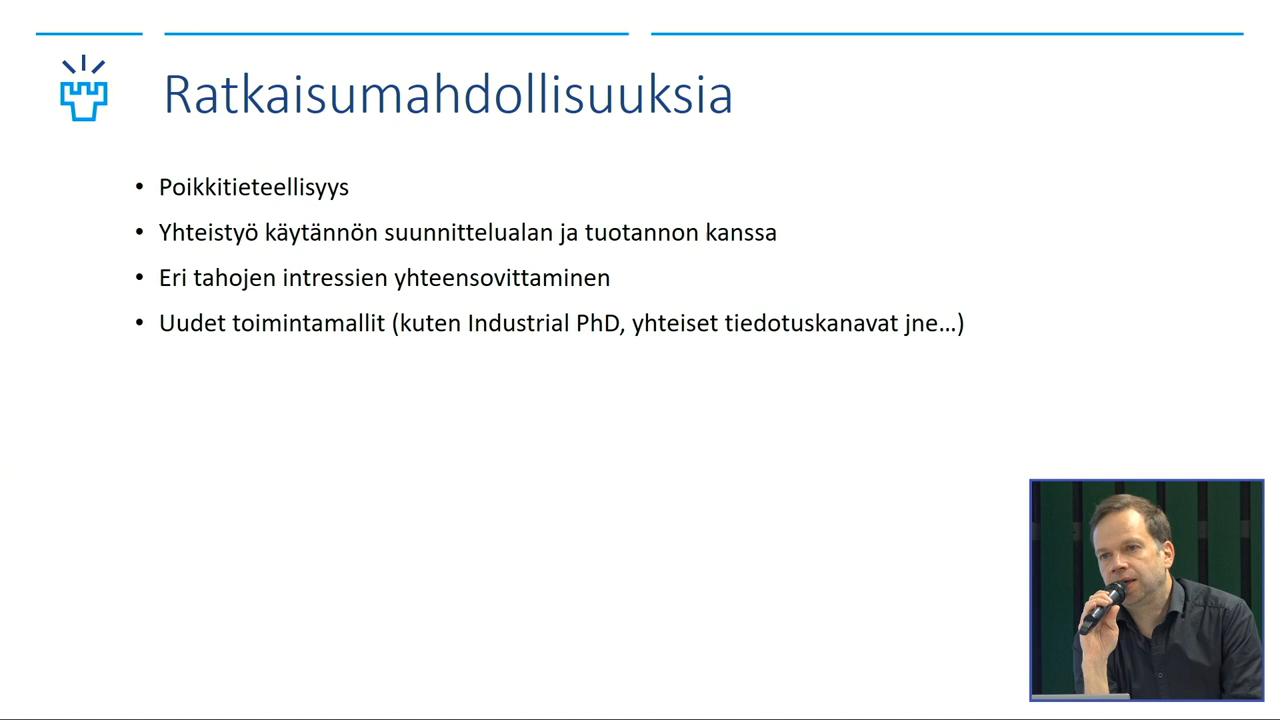 Ratkaisumahdollisuuksia
• Poikkitieteellisyys
• Yhteistyö käytännön suunnittelualan ja tuotannon kanssa
• Eri tahojen intressien yhteensovittaminen
• Uudet toimintamallit (kuten Industrial PhD, yhteiset tiedotuskanavat jne…)